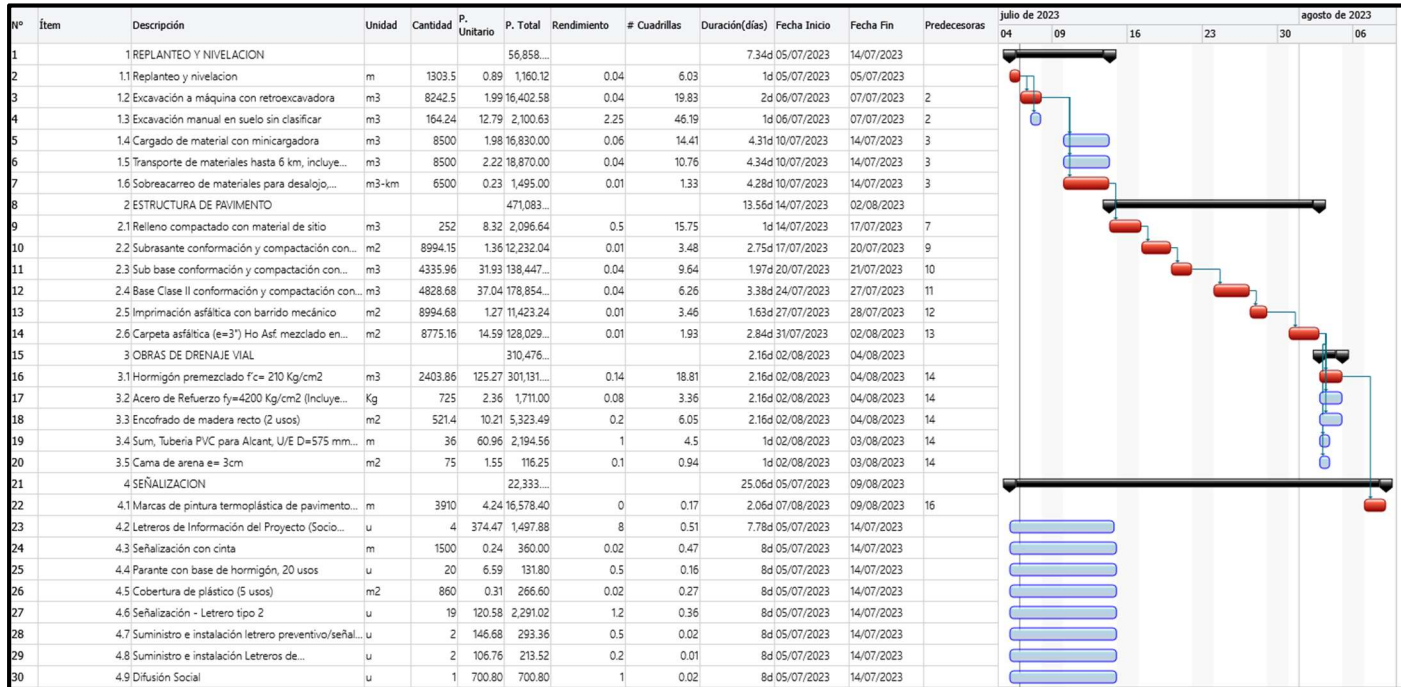 julio de 2023 agosto de 2023
Nº Ítem Descripción Unidad Cantidad P. Unitario P. Total Rendimiento # Cuadrillas Duración(días) Fecha Inicio Fecha Fin Predecesoras 04 09 16 23 30 06
1 1 REPLANTEO Y NIVELACION 56,858.... 7.34d 05/07/2023 14/07/2023
2 1.1 Replanteo y nivelacion m 1303.5 0.89 1,160.12 0.04 6.03 1d 05/07/2023 05/07/2023
3 1.2 Excavación a máquina con retroexcavadora m3 8242.5 1.99 16,402.58 0.04 19.83 2d 06/07/2023 07/07/2023 2
4 1.3 Excavación manual en suelo sin clasificar m3 164.24 12.79 2,100.63 2.25 46.19 1d 06/07/2023 07/07/2023 2
5 1.4 Cargado de material con minicargadora m3 8500 1.98 16,830.00 0.06 14.41 4.31d 10/07/2023 14/07/2023 3
6 1.5 Transporte de materiales hasta 6 km, incluye... m3 8500 2.22 18,870.00 0.04 10.76 4.34d 10/07/2023 14/07/2023 3
7 1.6 Sobreacarreo de materiales para desalojo,... m3-km 6500 0.23 1,495.00 0.01 1.33 4.28d 10/07/2023 14/07/2023 3
8 2 ESTRUCTURA DE PAVIMENTO 471,083... 13.56d 14/07/2023 02/08/2023
9 2.1 Relleno compactado con material de sitio m3 252 8.32 2,096.64 0.5 15.75 1d 14/07/2023 17/07/2023 7
10 2.2 Subrasante conformación y compactación con... m2 8994.15 1.36 12,232.04 0.01 3.48 2.75d 17/07/2023 20/07/2023 9
11 2.3 Sub base conformación y compactación con... m3 4335.96 31.93 138,447... 0.04 9.64 1.97d 20/07/2023 21/07/2023 10
12 2.4 Base Clase II conformación y compactación con... m3 4828.68 37.04 178,854... 0.04 6.26 3.38d 24/07/2023 27/07/2023 11
13 2.5 Imprimación asfáltica con barrido mecánico m2 8994.68 1.27 11,423.24 0.01 3.46 1.63d 27/07/2023 28/07/2023 12
14 2.6 Carpeta asfáltica (e=3") Ho Asf. mezclado en... m2 8775.16 14.59 128,029... 0.01 1.93 2.84d 31/07/2023 02/08/2023 13
15 3 OBRAS DE DRENAJE VIAL 310,476... 2.16d 02/08/2023 04/08/2023
16 3.1 Hormigón premezclado f'c= 210 Kg/cm2 m3 2403.86 125.27 301,131.... 0.14 18.81 2.16d 02/08/2023 04/08/2023 14
17 3.2 Acero de Refuerzo fy=4200 Kg/cm2 (Incluye... Kg 725 2.36 1,711.00 0.08 3.36 2.16d 02/08/2023 04/08/2023 14
18 3.3 Encofrado de madera recto (2 usos) m2 521.4 10.21 5,323.49 0.2 6.05 2.16d 02/08/2023 04/08/2023 14
19 3.4 Sum, Tuberia PVC para Alcant, U/E D=575 mm... m 36 60.96 2,194.56 1 4.5 1d 02/08/2023 03/08/2023 14
20 3.5 Cama de arena e= 3cm m2 75 1.55 116.25 0.1 0.94 1d 02/08/2023 03/08/2023 14
21 4 SEÑALIZACION 22,333.... 25.06d 05/07/2023 09/08/2023
22 4.1 Marcas de pintura termoplástica de pavimento... m 3910 4.24 16,578.40 0 0.17 2.06d 07/08/2023 09/08/2023 16
23 4.2 Letreros de Información del Proyecto (Socio... u 4 374.47 1,497.88 8 0.51 7.78d 05/07/2023 14/07/2023
24 4.3 Señalización con cinta m 1500 0.24 360.00 0.02 0.47 8d 05/07/2023 14/07/2023
25 4.4 Parante con base de hormigón, 20 usos u 20 6.59 131.80 0.5 0.16 8d 05/07/2023 14/07/2023
26 4.5 Cobertura de plástico (5 usos) m2 860 0.31 266.60 0.02 0.27 8d 05/07/2023 14/07/2023
27 4.6 Señalización - Letrero tipo 2 u 19 120.58 2,291.02 1.2 0.36 8d 05/07/2023 14/07/2023
28 4.7 Suministro e instalación letrero preventivo/señal... u 2 146.68 293.36 0.5 0.02 8d 05/07/2023 14/07/2023
29 4.8 Suministro e instalación Letreros de... u 2 106.76 213.52 0.2 0.01 8d 05/07/2023 14/07/2023
30 4.9 Difusión Social u 1 700.80 700.80 1 0.02 8d 05/07/2023 14/07/2023